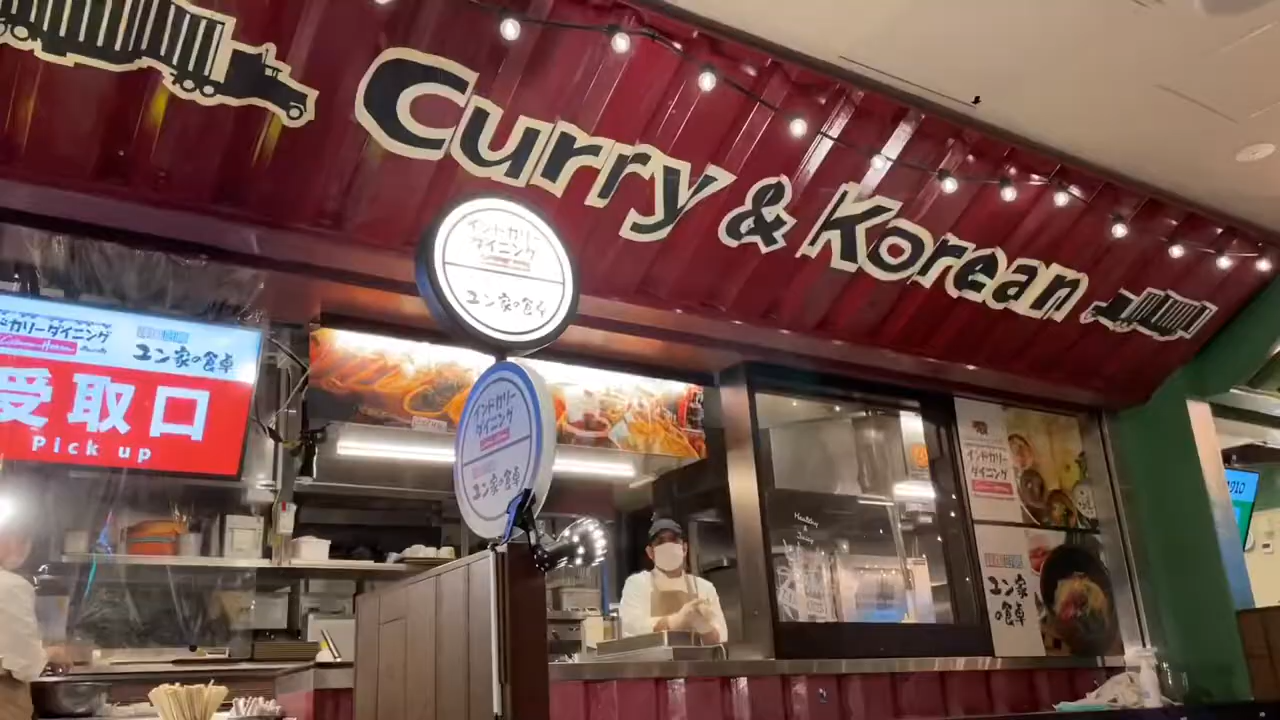 Curry & Korean
インドカリー
ダイニング
ユン家の食卓
カリーダイニング
ユン家の食卓
受取口
Pick up
インドカリー
ダイニング
ユン家の食卓
インドカリー
ダイニング
ユン家
の食卓